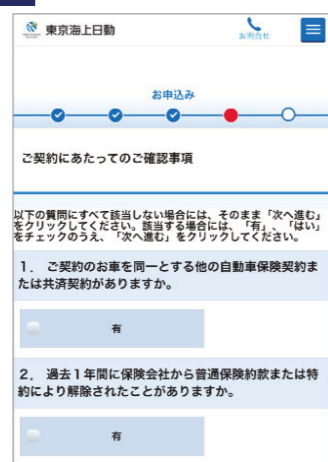 東京海上日動
お問合せ
お申込み
ご契約にあたってのご確認事項
以下の質問にすべて該当しない場合には、そのまま「次へ進む」
をクリックしてください。該当する場合には、「有」、「はい」
をチェックのうえ、「次へ進む」をクリックしてください。
1. ご契約のお車を同一とする他の自動車保険契約ま
たは共済契約がありますか。
有
2. 過去1年間に保険会社から普通保険約款または特
約により解除されたことがありますか。
有